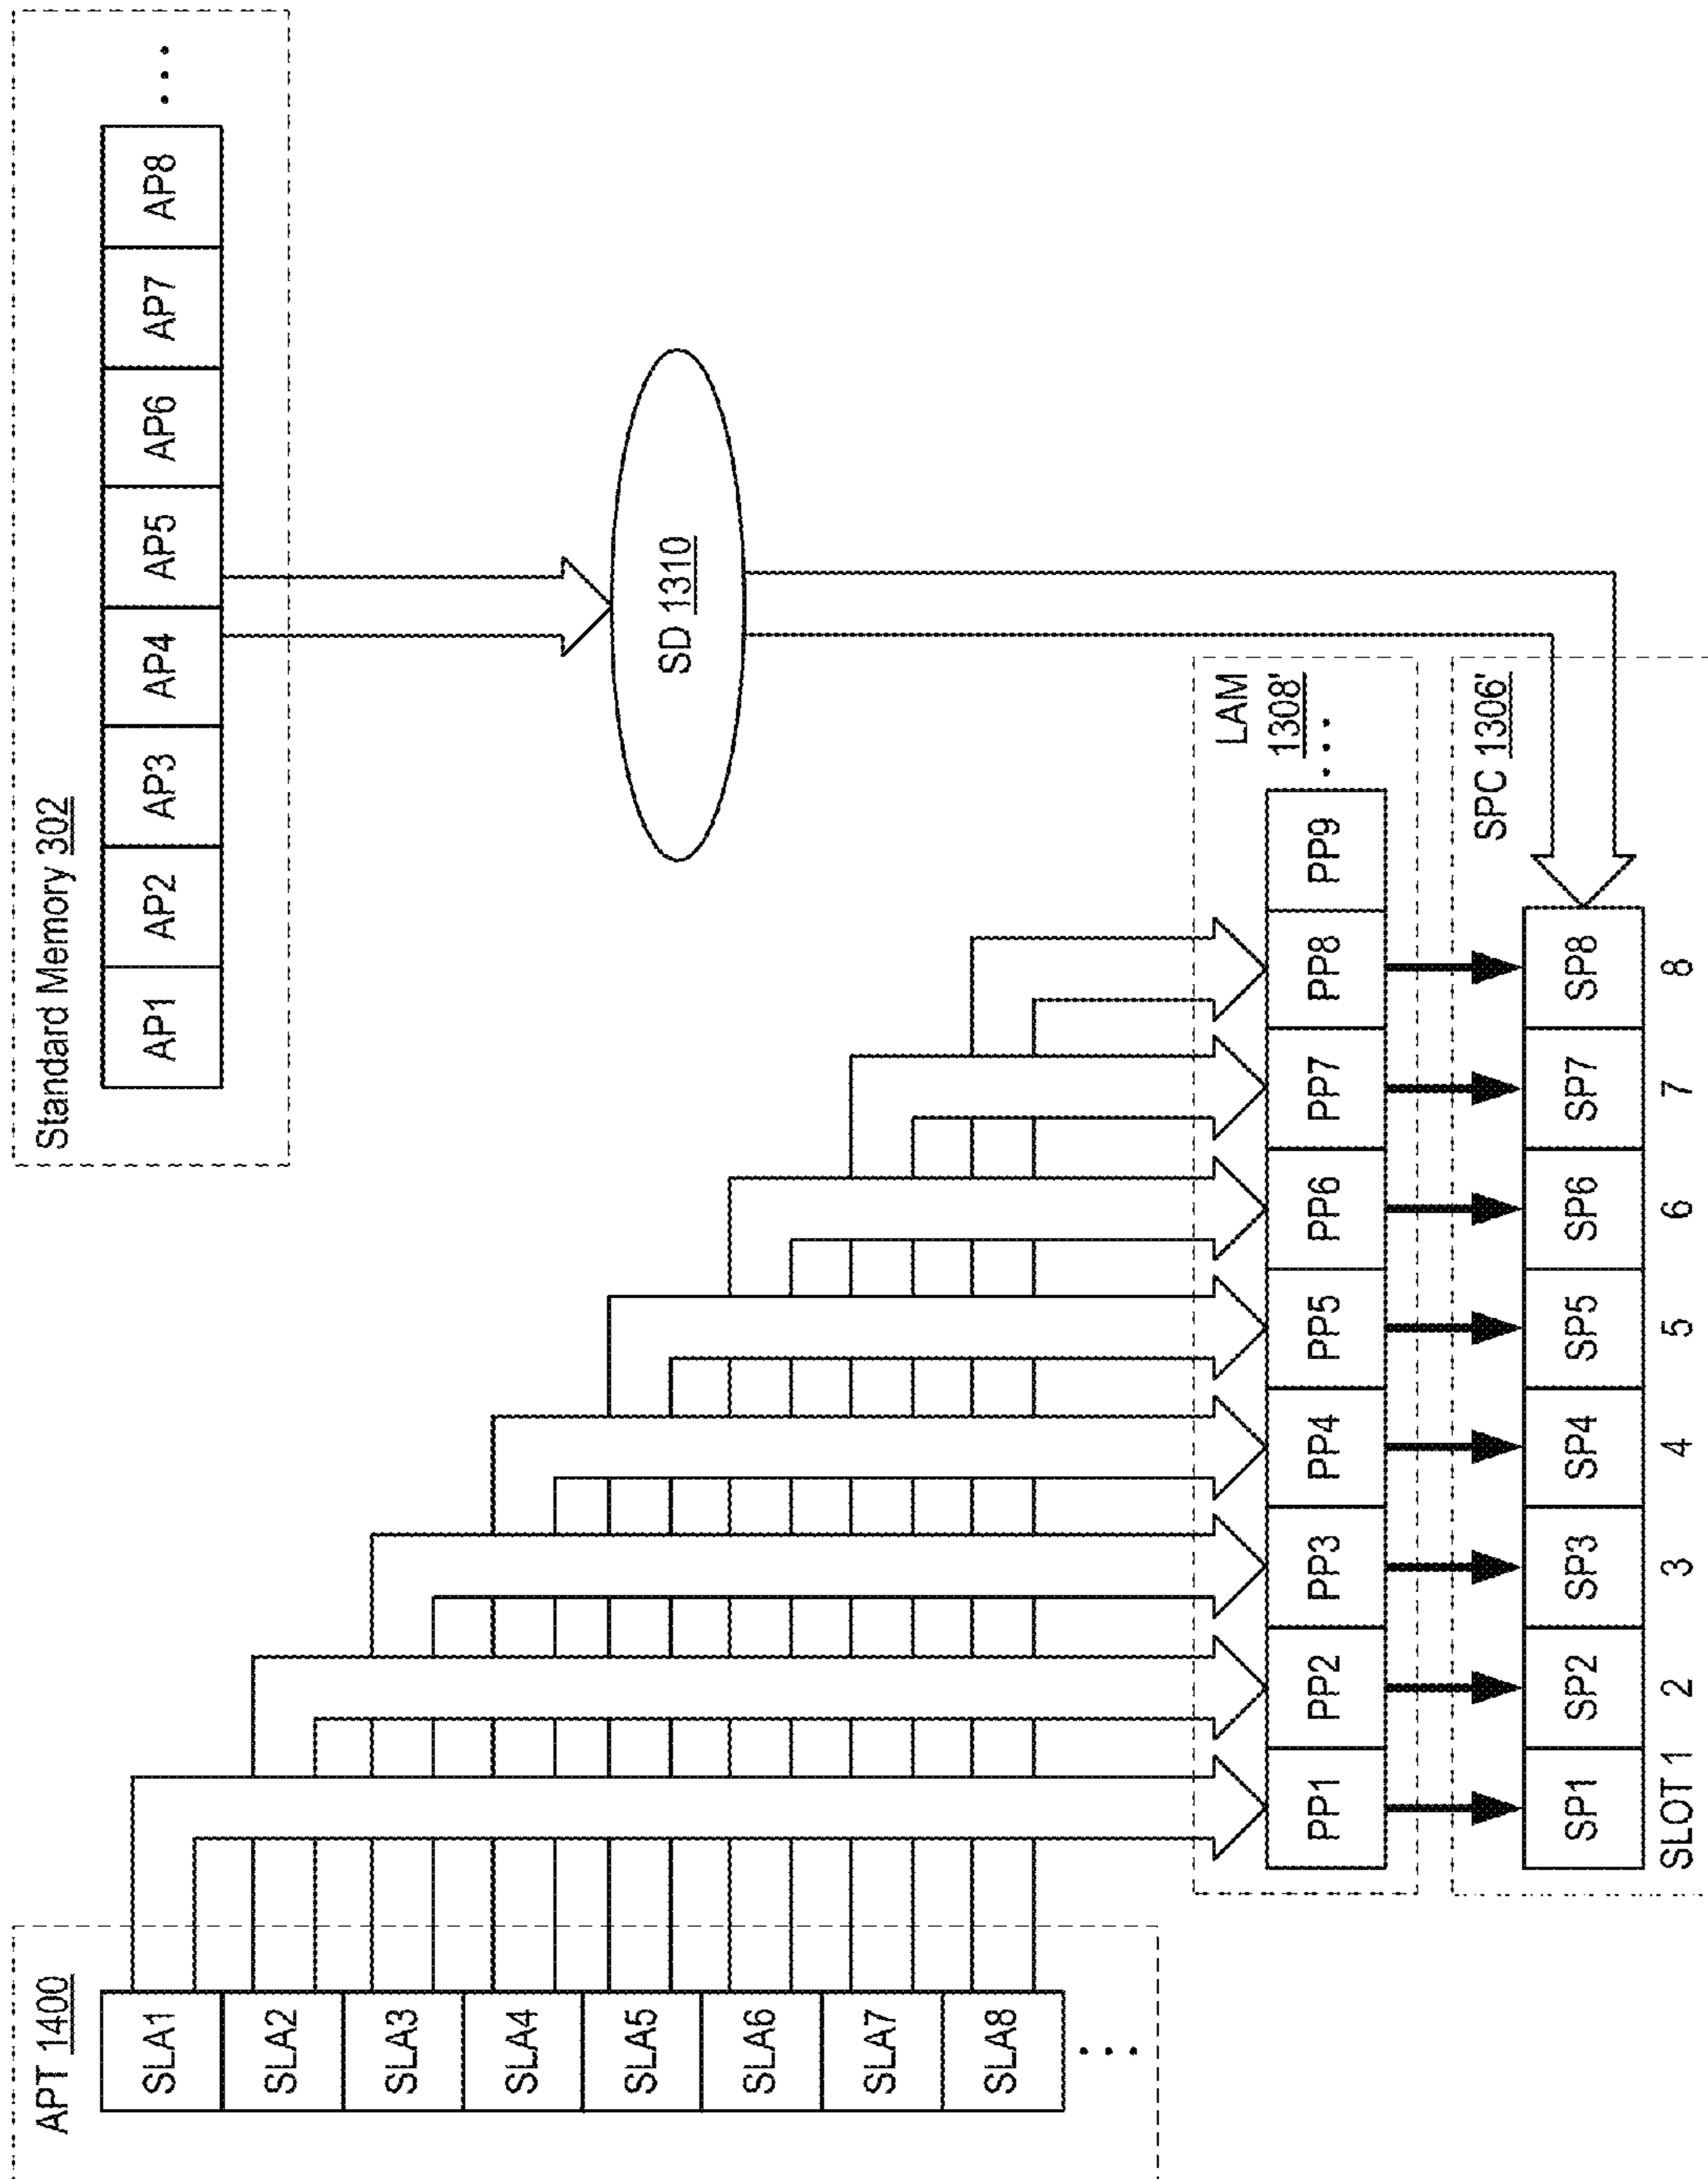 APT 1400
SLA1
SLA2
SLA3
SLA4
SLA5
SLA6
SLA7
SLA8
...
Standard Memory 302
AP1 AP2 AP3 AP4 AP5 AP6 AP7 AP8 ...
SD 1310
LAM
1308'
PP1 PP2 PP3 PP4 PP5 PP6 PP7 PP8 PP9 ...
SPC 1306'
SP1 SP2 SP3 SP4 SP5 SP6 SP7 SP8
SLOT 1 2 3 4 5 6 7 8